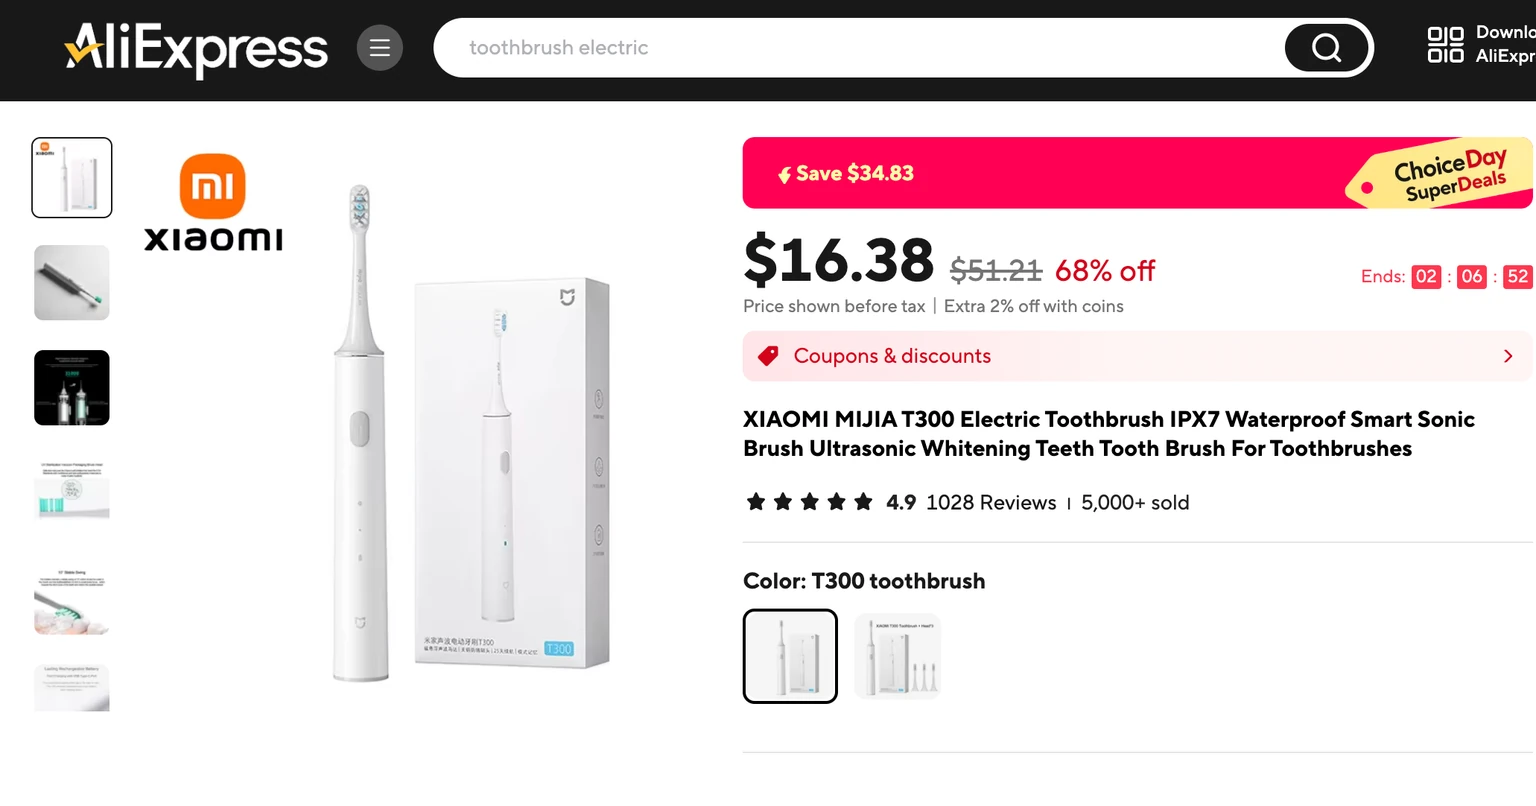 AliExpress
toothbrush electric
Downlo
AliExpr
xiaomi
米家声波电动牙刷T300
T300
Save $34.83
ChoiceDay
SuperDeals
$16.38 $51.21 68% off
Ends: 02 : 06 : 52
Price shown before tax | Extra 2% off with coins
Coupons & discounts
XIAOMI MIJIA T300 Electric Toothbrush IPX7 Waterproof Smart Sonic
Brush Ultrasonic Whitening Teeth Tooth Brush For Toothbrushes
4.9 1028 Reviews | 5,000+ sold
Color: T300 toothbrush